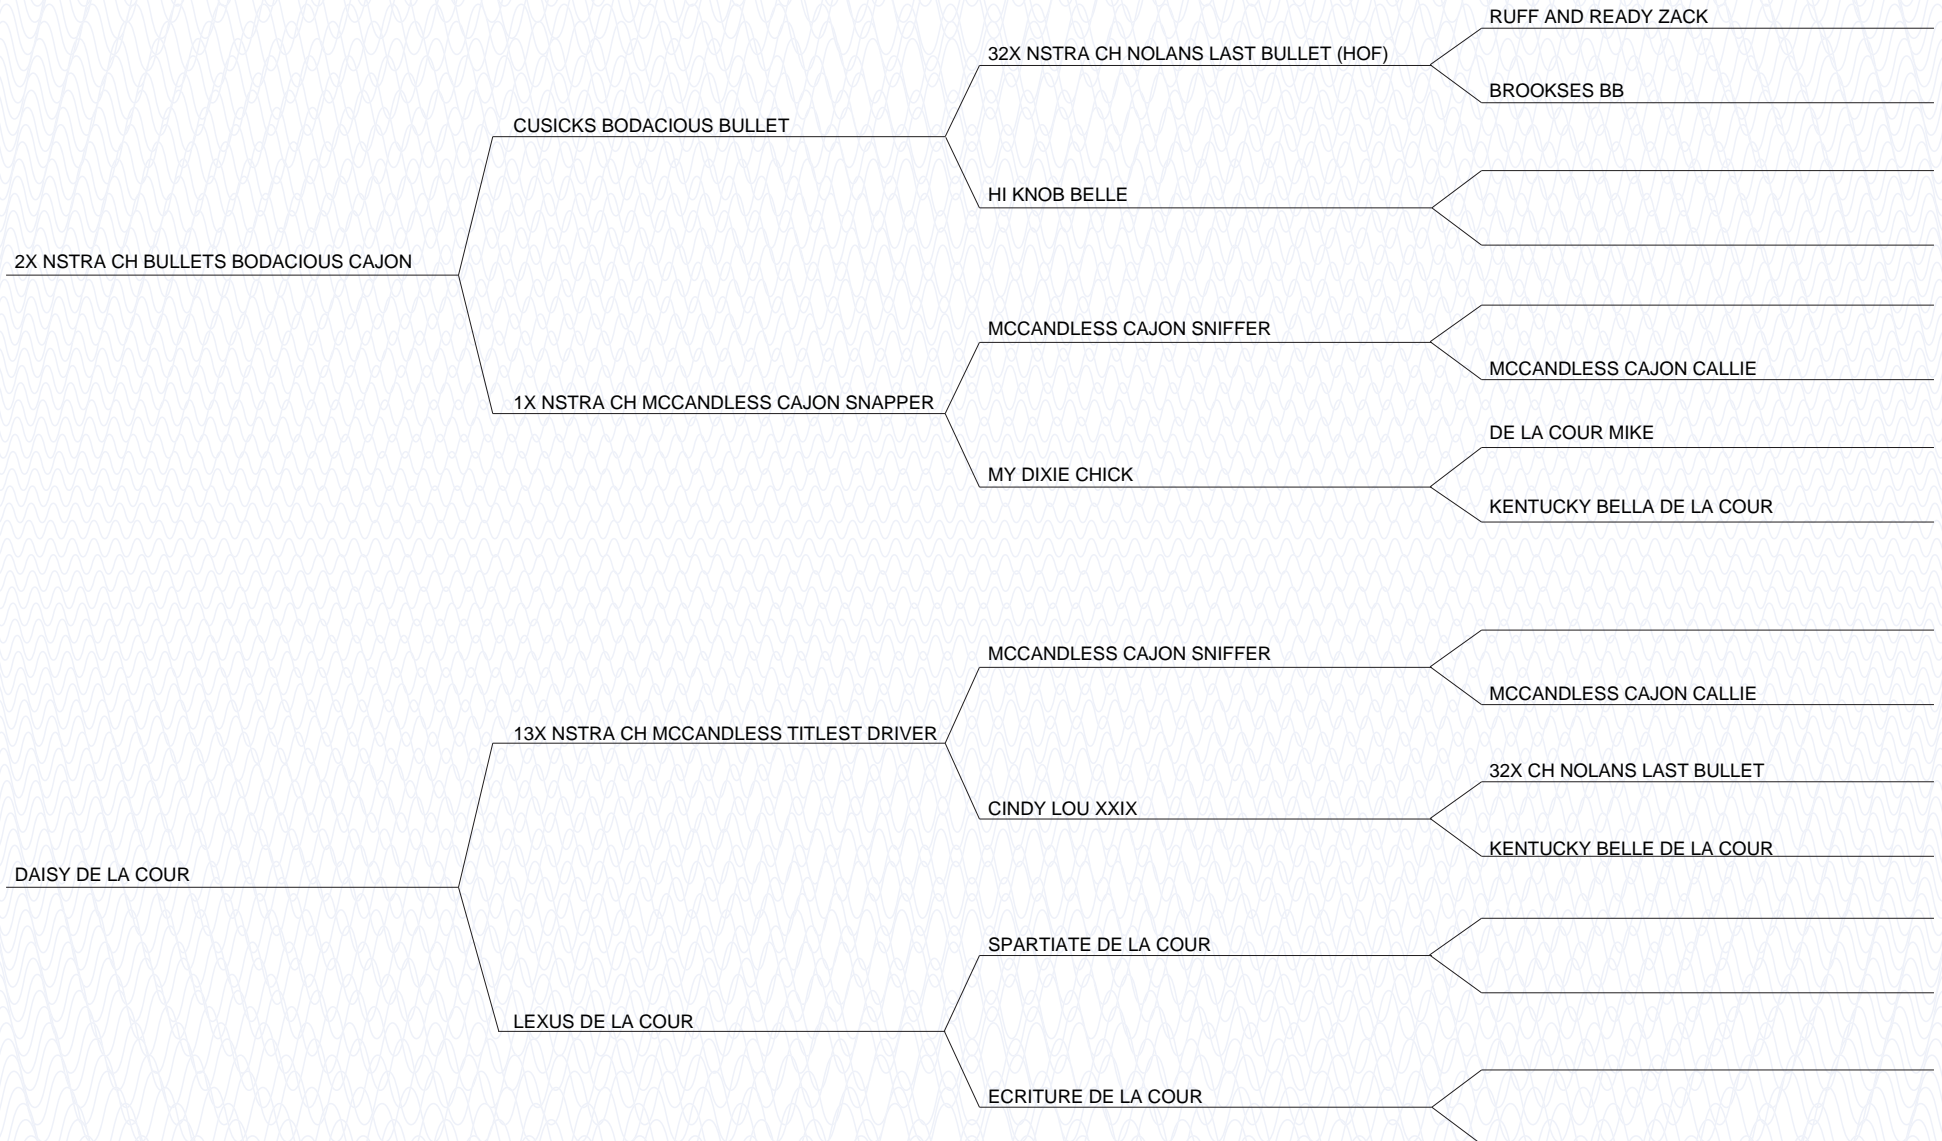 RUFF AND READY ZACK
32X NSTRA CH NOLANS LAST BULLET (HOF)
BROOKSES BB
CUSICKS BODACIOUS BULLET
HI KNOB BELLE
2X NSTRA CH BULLETS BODACIOUS CAJON
MCCANDLESS CAJON SNIFFER
MCCANDLESS CAJON CALLIE
1X NSTRA CH MCCANDLESS CAJON SNAPPER
DE LA COUR MIKE
MY DIXIE CHICK
KENTUCKY BELLA DE LA COUR
MCCANDLESS CAJON SNIFFER
MCCANDLESS CAJON CALLIE
13X NSTRA CH MCCANDLESS TITLEST DRIVER
32X CH NOLANS LAST BULLET
CINDY LOU XXIX
KENTUCKY BELLE DE LA COUR
DAISY DE LA COUR
SPARTIATE DE LA COUR
LEXUS DE LA COUR
ECRITURE DE LA COUR